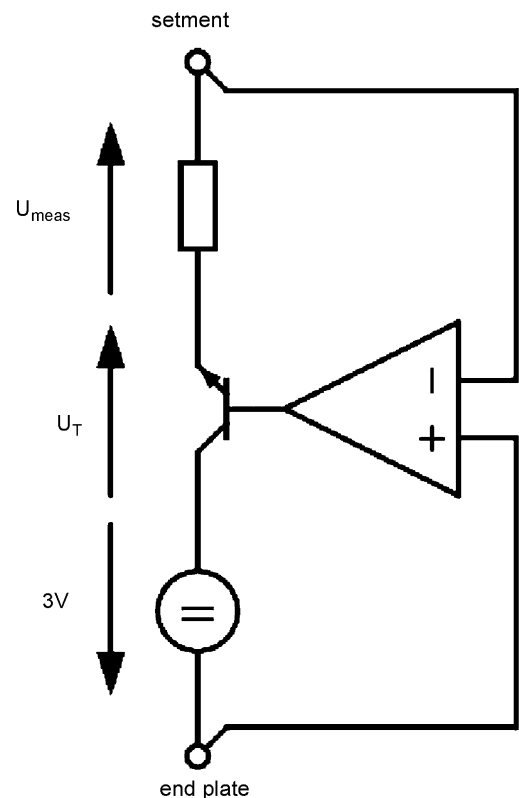 setment
Umeas
−
UT
+
3V
=
end plate